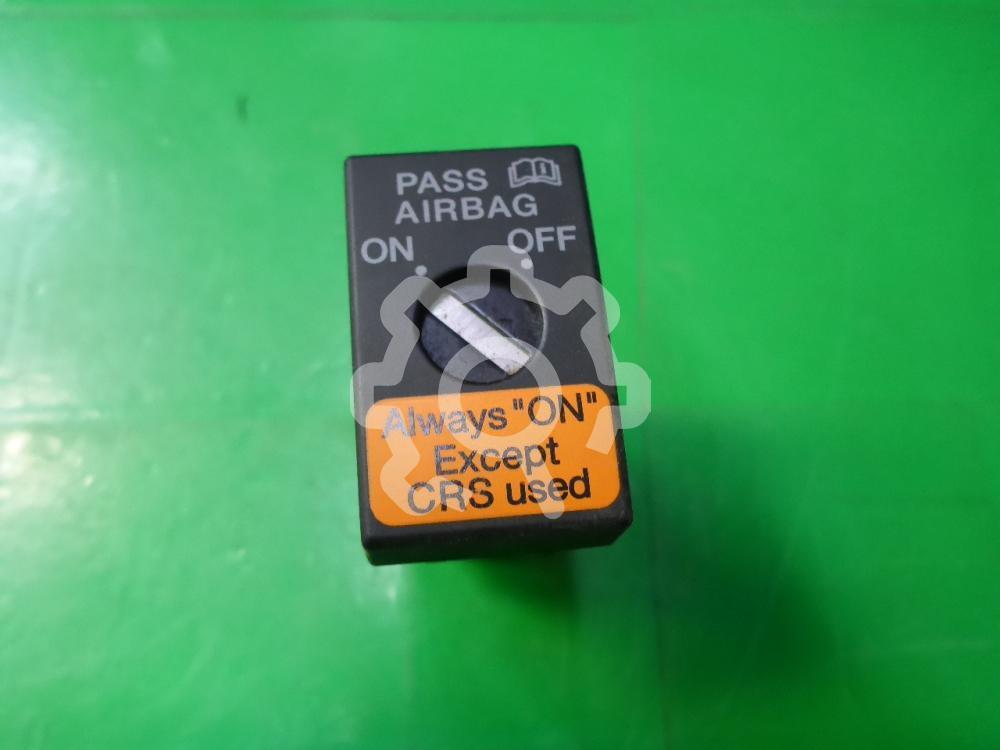 PASS
AIRBAG
ON OFF
Always "ON"
Except
CRS used